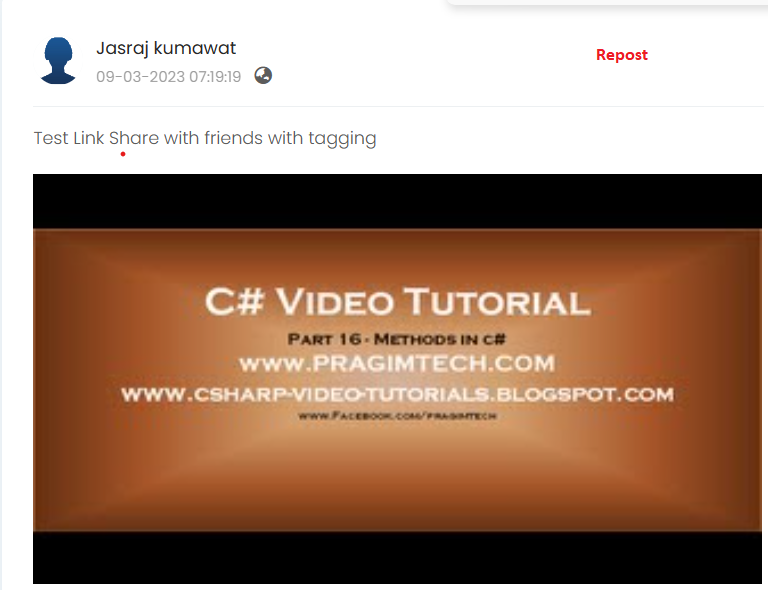 Jasraj kumawat
Repost
09-03-2023 07:19:19
Test Link Share with friends with tagging
C# Video Tutorial
Part 16 - Methods in c#
www.PRAGIMTECH.COM
www.csharp-video-tutorials.blogspot.com
www.Facebook.com/pragimtech